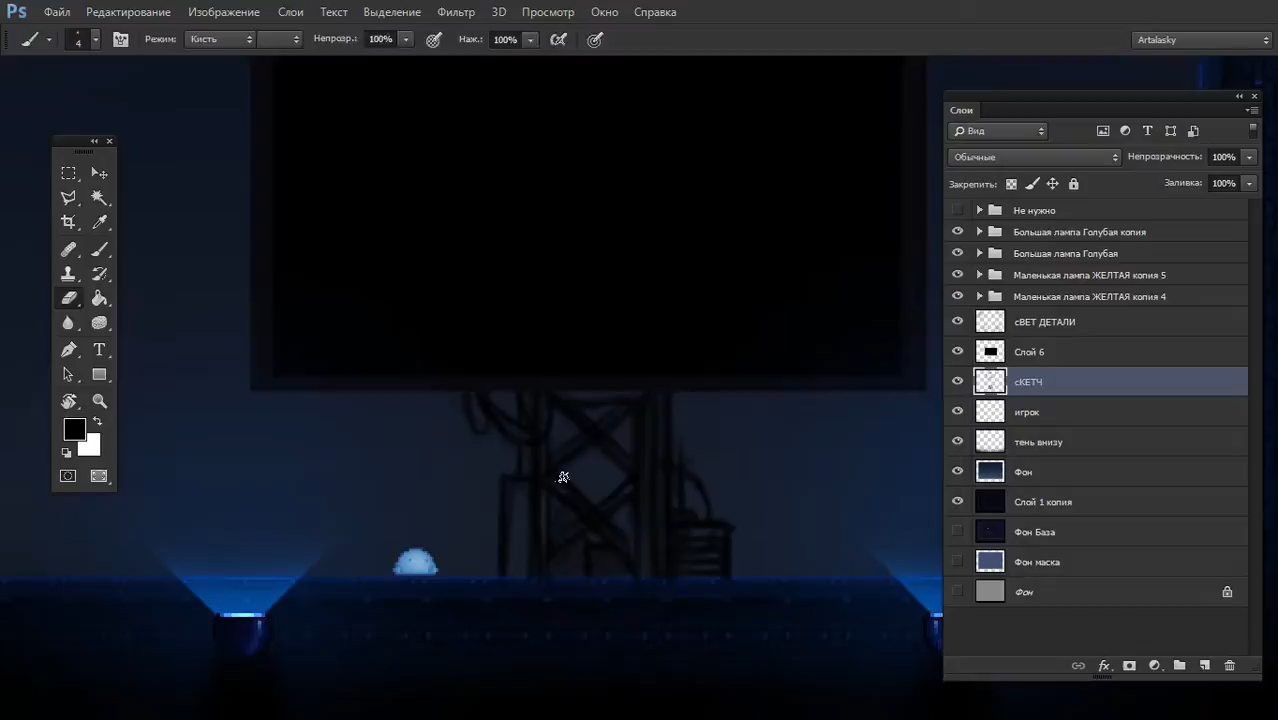 Ps Файл Редактирование Изображение Слои Текст Выделение Фильтр 3D Просмотр Окно Справка
4 Режим: Кисть Непрозр.: 100% Наж.: 100% Artalasky
Слои
Вид T
Обычные Непрозрачность: 100%
Закрепить: Заливка: 100%
Не нужно
Большая лампа Голубая копия
Большая лампа Голубая
Маленькая лампа ЖЕЛТАЯ копия 5
Маленькая лампа ЖЕЛТАЯ копия 4
сВЕТ ДЕТАЛИ
Слой 6
сКЕТЧ
игрок
тень внизу
Фон
Слой 1 копия
Фон База
Фон маска
Фон
T
fx